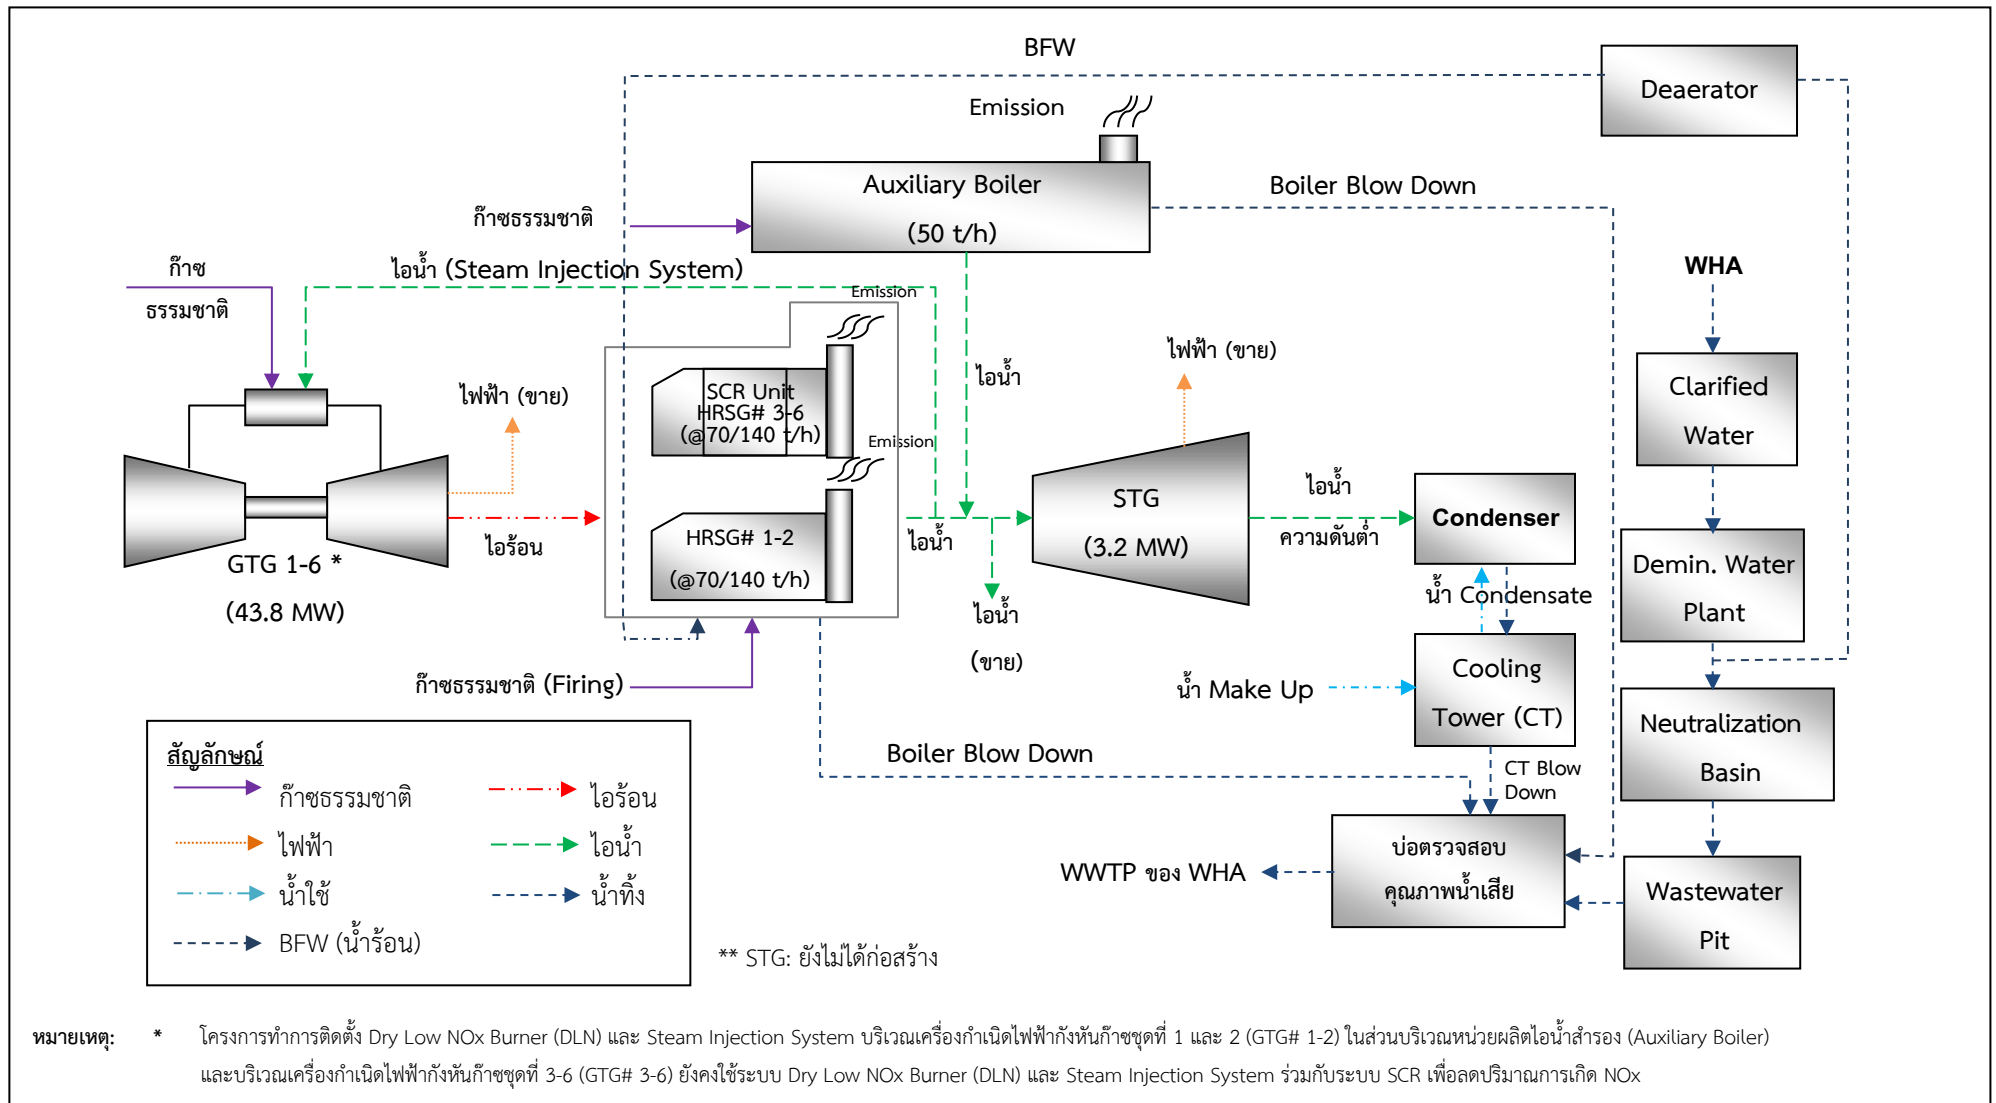 BFW
Deaerator
Emission
Auxiliary Boiler
(50 t/h)
Boiler Blow Down
ก๊าซธรรมชาติ
ก๊าซ
ธรรมชาติ
ไอน้ำ (Steam Injection System)
WHA
Emission
ไอน้ำ
ไฟฟ้า (ขาย)
Clarified
Water
ไฟฟ้า (ขาย)
SCR Unit
HRSG# 3-6
(@70/140 t/h)
Emission
STG
(3.2 MW)
ไอน้ำ
ความดันต่ำ
Condenser
HRSG# 1-2
(@70/140 t/h)
ไอร้อน
ไอน้ำ
GTG 1-6 *
(43.8 MW)
Demin. Water
Plant
น้ำ Condensate
ไอน้ำ
(ขาย)
ก๊าซธรรมชาติ (Firing)
น้ำ Make Up
Cooling
Tower (CT)
Neutralization
Basin
Boiler Blow Down
CT Blow
Down
สัญลักษณ์
ก๊าซธรรมชาติ
ไอร้อน
ไฟฟ้า
ไอน้ำ
น้ำใช้
น้ำทิ้ง
BFW (น้ำร้อน)
WWTP ของ WHA
บ่อตรวจสอบ
คุณภาพน้ำเสีย
Wastewater
Pit
** STG: ยังไม่ได้ก่อสร้าง
หมายเหตุ: * โครงการทำการติดตั้ง Dry Low NOx Burner (DLN) และ Steam Injection System บริเวณเครื่องกำเนิดไฟฟ้ากังหันก๊าซชุดที่ 1 และ 2 (GTG# 1-2) ในส่วนบริเวณหน่วยผลิตไอน้ำสำรอง (Auxiliary Boiler)
และบริเวณเครื่องกำเนิดไฟฟ้ากังหันก๊าซชุดที่ 3-6 (GTG# 3-6) ยังคงใช้ระบบ Dry Low NOx Burner (DLN) และ Steam Injection System ร่วมกับระบบ SCR เพื่อลดปริมาณการเกิด NOx